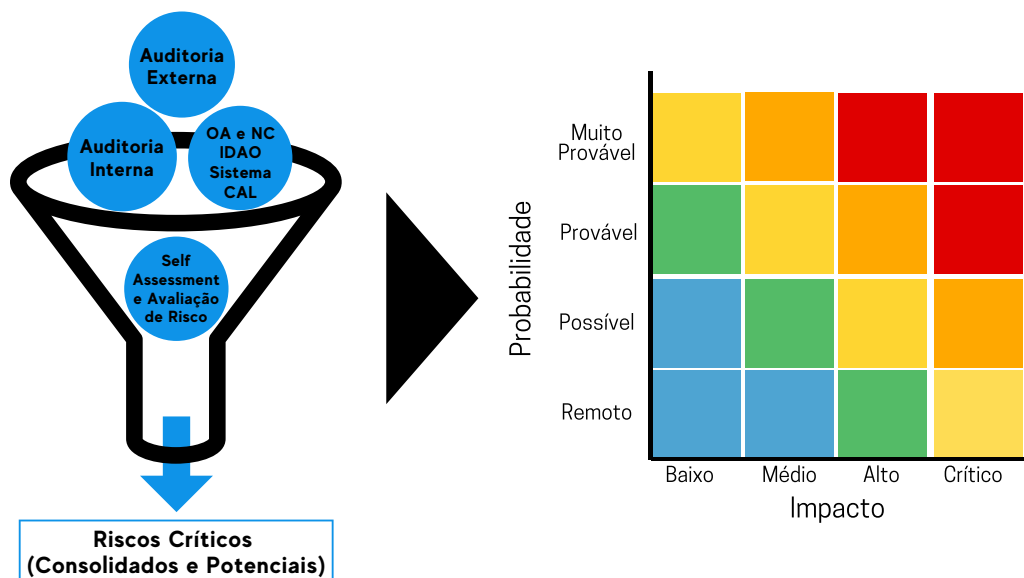 Auditoria
Externa
Auditoria
Interna
OA e NC
IDAO
Sistema
CAL
Self
Assessment
e Avaliação
de Risco
Riscos Críticos
(Consolidados e Potenciais)
Probabilidade
Muito
Provável
Provável
Possível
Remoto
Baixo
Médio
Alto
Crítico
Impacto